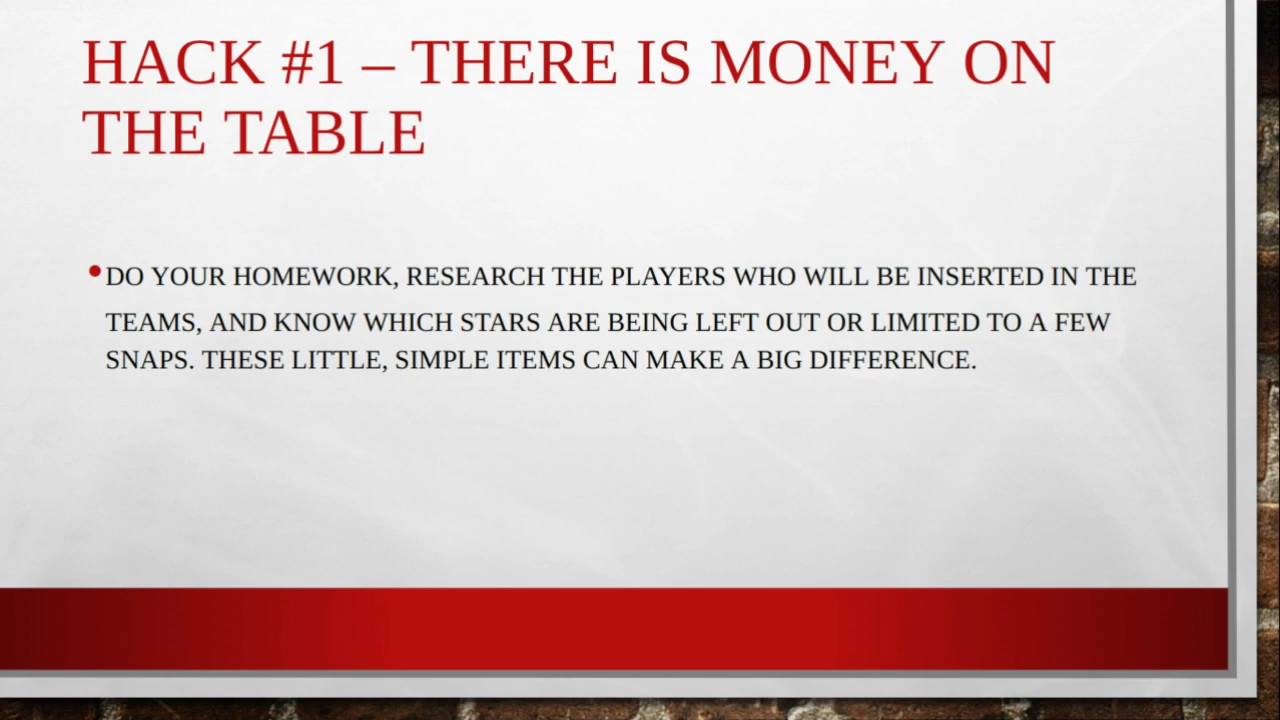 HACK #1 – THERE IS MONEY ON
THE TABLE
•DO YOUR HOMEWORK, RESEARCH THE PLAYERS WHO WILL BE INSERTED IN THE
TEAMS, AND KNOW WHICH STARS ARE BEING LEFT OUT OR LIMITED TO A FEW
SNAPS. THESE LITTLE, SIMPLE ITEMS CAN MAKE A BIG DIFFERENCE.